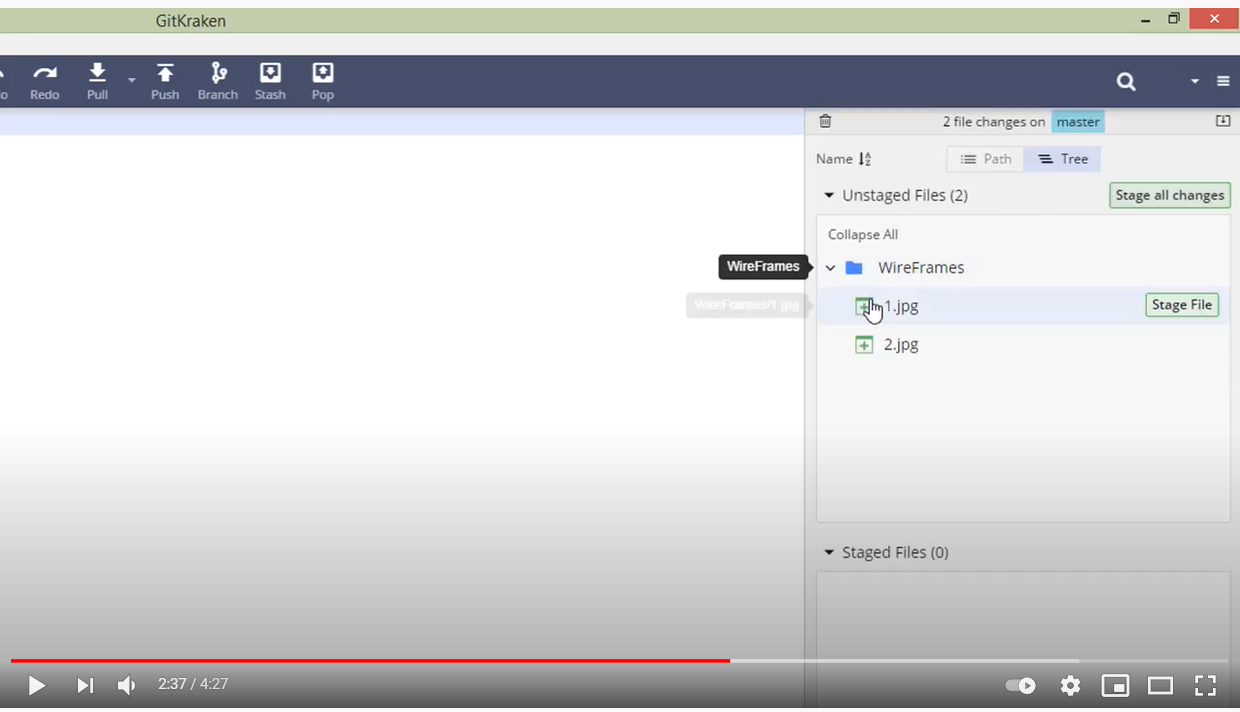 GitKraken
Redo Pull Push Branch Stash Pop
2 file changes on master
Name Path Tree
Unstaged Files (2) Stage all changes
Collapse All
WireFrames WireFrames
WireFrames/1.jpg 1.jpg Stage File
2.jpg
Staged Files (0)
2:37 / 4:27